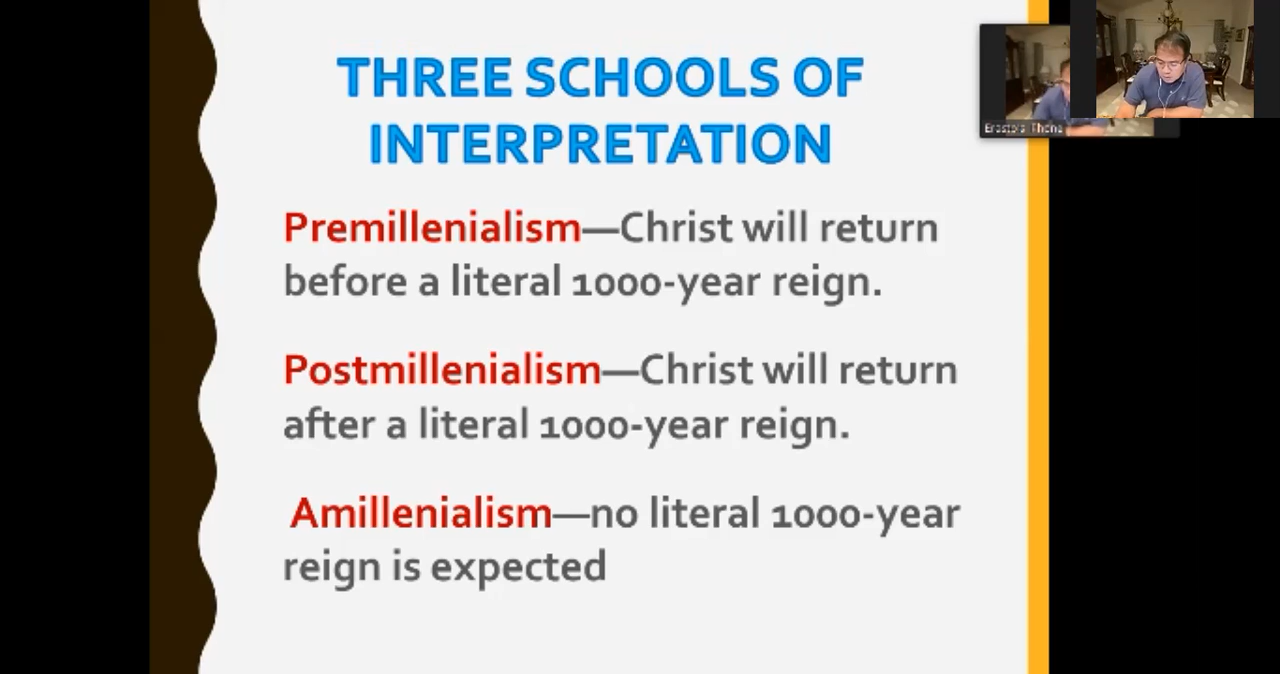 THREE SCHOOLS OF
INTERPRETATION
Premillenialism—Christ will return
before a literal 1000-year reign.
Postmillenialism—Christ will return
after a literal 1000-year reign.
Amillenialism—no literal 1000-year
reign is expected